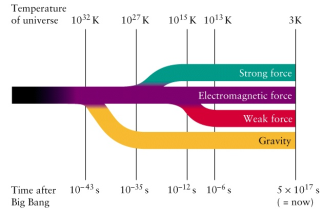 Temperature
of universe 10³² K 10²⁷ K 10¹⁵ K 10¹³ K 3K
Strong force
Electromagnetic force
Weak force
Gravity
Time after
Big Bang 10⁻⁴³ s 10⁻³⁵ s 10⁻¹² s 10⁻⁶ s 5 × 10¹⁷ s
( = now)